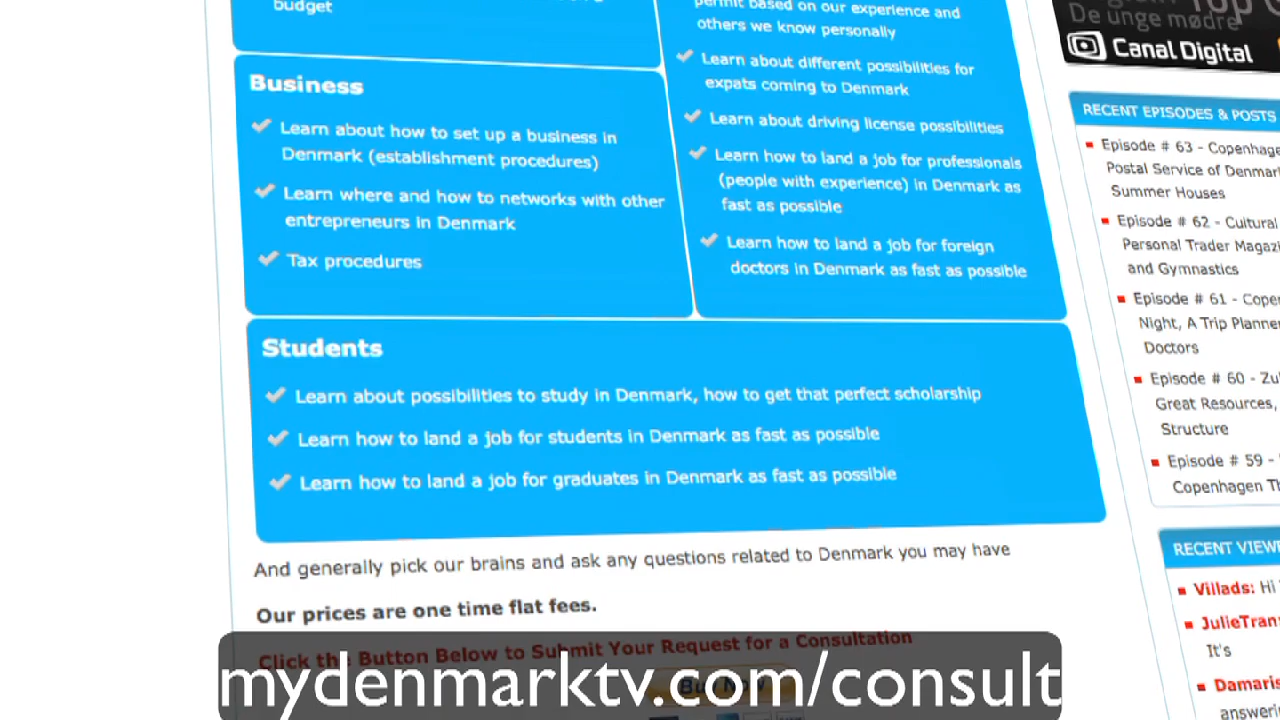 budget
Business
Learn about how to set up a business in
Denmark (establishment procedures)
Learn where and how to networks with other
entrepreneurs in Denmark
Tax procedures
permit based on our experience and
others we know personally
Learn about different possibilities for
expats coming to Denmark
Learn about driving license possibilities
Learn how to land a job for professionals
(people with experience) in Denmark as
fast as possible
Learn how to land a job for foreign
doctors in Denmark as fast as possible
Students
Learn about possibilities to study in Denmark, how to get that perfect scholarship
Learn how to land a job for students in Denmark as fast as possible
Learn how to land a job for graduates in Denmark as fast as possible
And generally pick our brains and ask any questions related to Denmark you may have
Our prices are one time flat fees.
Click the Button Below to Submit Your Request for a Consultation
Buy Now
mydenmarktv.com/consult
De unge mødre
Canal Digital
RECENT EPISODES & POSTS
Episode # 63 - Copenhage
Postal Service of Denmar
Summer Houses
Episode # 62 - Cultural
Personal Trader Magaz
and Gymnastics
Episode # 61 - Cope
Night, A Trip Planne
Doctors
Episode # 60 - Zu
Great Resources,
Structure
Episode # 59 -
Copenhagen Th
RECENT VIEW
Villads: Hi
JulieTran
It's
Damaris
answerin